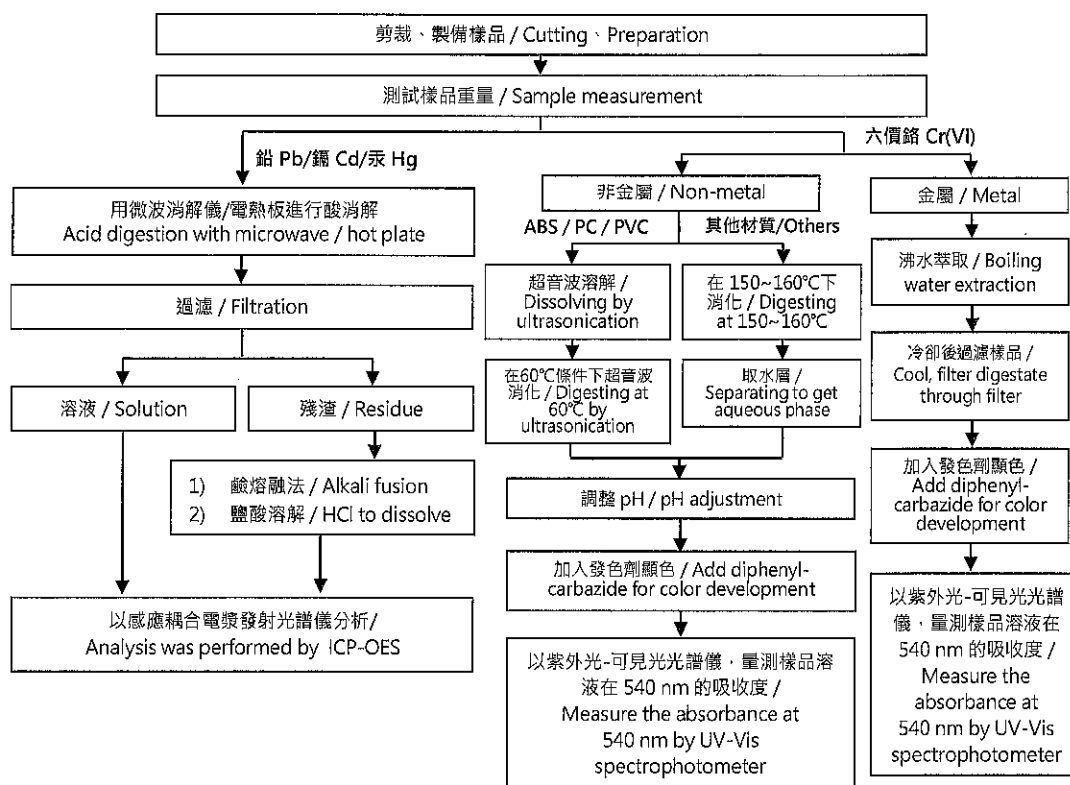 剪裁、製備樣品 / Cutting、Preparation
測試樣品重量 / Sample measurement
鉛 Pb/鎘 Cd/汞 Hg
六價鉻 Cr(VI)
用微波消解儀/電熱板進行酸消解
Acid digestion with microwave / hot plate
過濾 / Filtration
溶液 / Solution
殘渣 / Residue
1) 鹼熔融法 / Alkali fusion
2) 鹽酸溶解 / HCl to dissolve
以感應耦合電漿發射光譜儀分析/
Analysis was performed by ICP-OES
非金屬 / Non-metal
ABS / PC / PVC
其他材質/Others
超音波溶解 /
Dissolving by
ultrasonication
在60℃條件下超音波
消化 / Digesting at
60℃ by
ultrasonication
在 150~160℃下
消化 / Digesting
at 150~160℃
取水層 /
Separating to get
aqueous phase
調整 pH / pH adjustment
加入發色劑顯色 / Add diphenyl-
carbazide for color development
以紫外光-可見光光譜儀，量測樣品溶
液在 540 nm 的吸收度 /
Measure the absorbance at
540 nm by UV-Vis
spectrophotometer
金屬 / Metal
沸水萃取 / Boiling
water extraction
冷卻後過濾樣品 /
Cool, filter digestate
through filter
加入發色劑顯色 /
Add diphenyl-
carbazide for color
development
以紫外光-可見光光譜
儀，量測樣品溶液在
540 nm 的吸收度 /
Measure the
absorbance at
540 nm by UV-Vis
spectrophotometer